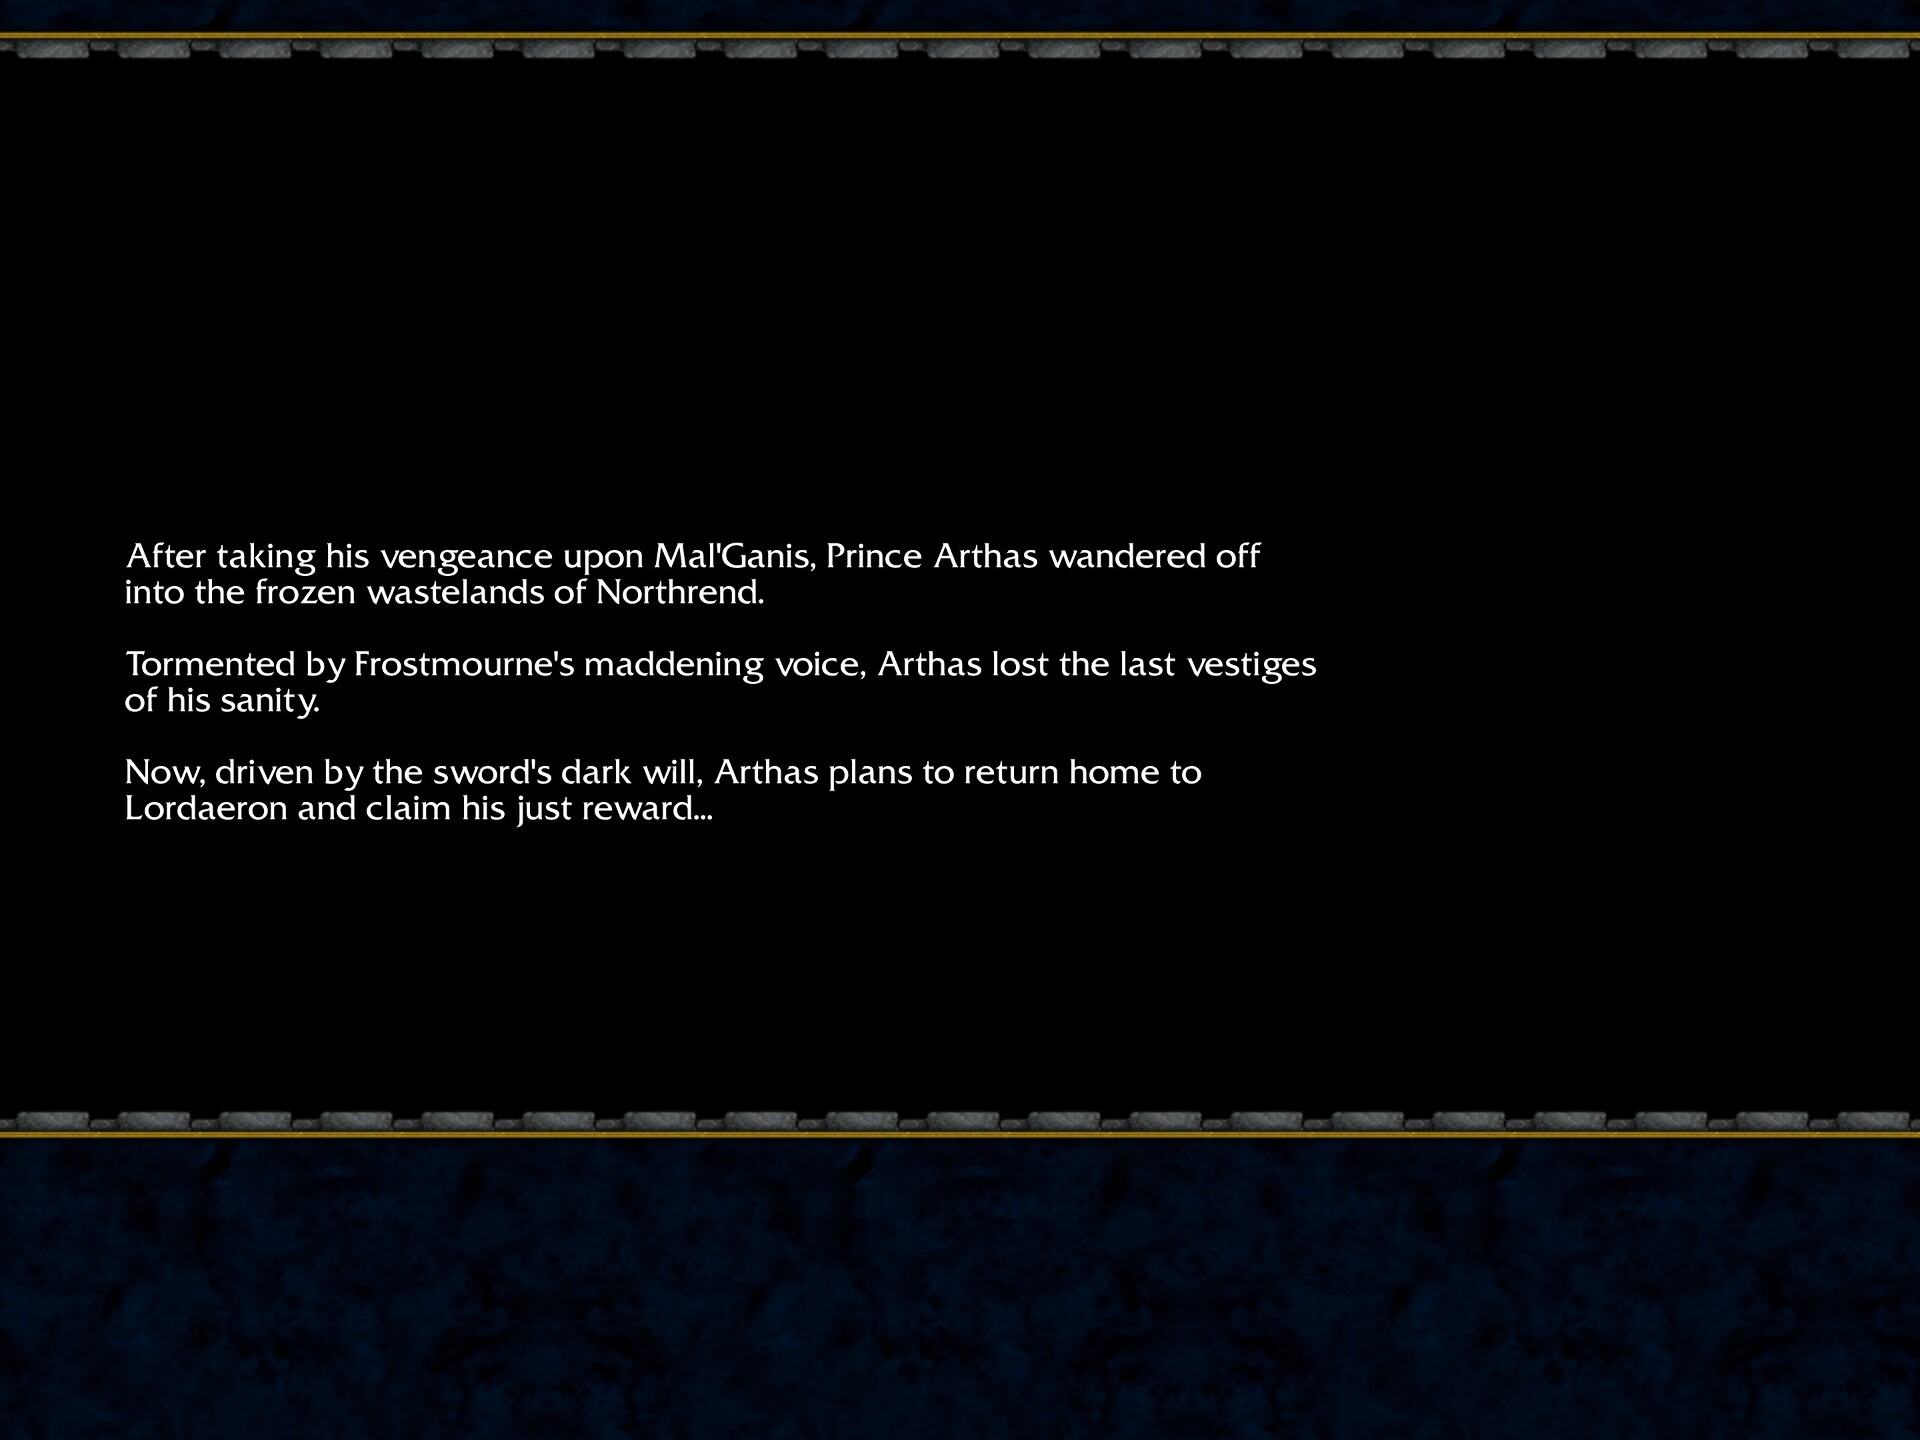 After taking his vengeance upon Mal'Ganis, Prince Arthas wandered off
into the frozen wastelands of Northrend.
Tormented by Frostmourne's maddening voice, Arthas lost the last vestiges
of his sanity.
Now, driven by the sword's dark will, Arthas plans to return home to
Lordaeron and claim his just reward...